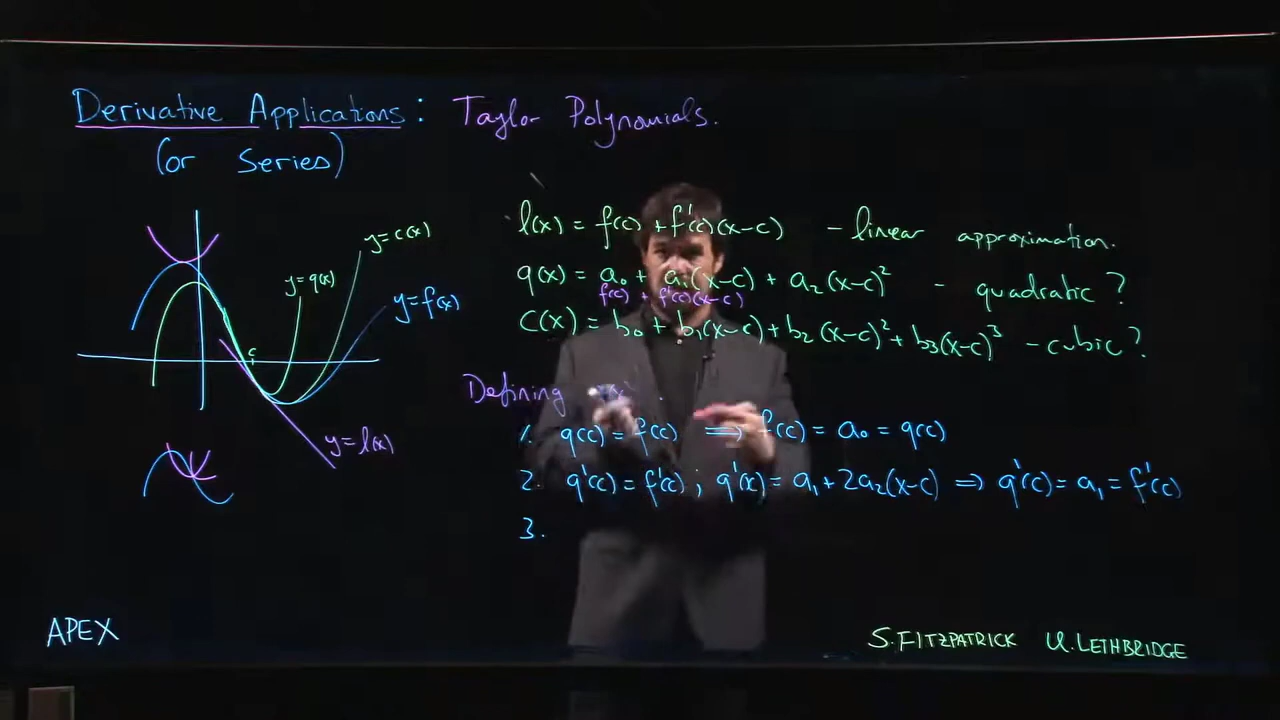 Derivative Applications: Taylor Polynomials.
(or Series)
y=c(x)
y=q(x)
y=f(x)
c
y=l(x)
l(x) = f(c) + f'(c)(x-c) - linear approximation.
q(x) = a₀ + a₁(x-c) + a₂(x-c)² - quadratic ?
f(c) + f'(c)(x-c)
c(x) = b₀ + b₁(x-c) + b₂(x-c)² + b₃(x-c)³ - cubic ?
Defining
1. q(c) = f(c) ⟹ f(c) = a₀ = q(c)
2. q'(c) = f'(c) ; q'(x) = a₁ + 2a₂(x-c) ⟹ q'(c) = a₁ = f'(c)
3.
APEX
S. FITZPATRICK U. LETHBRIDGE